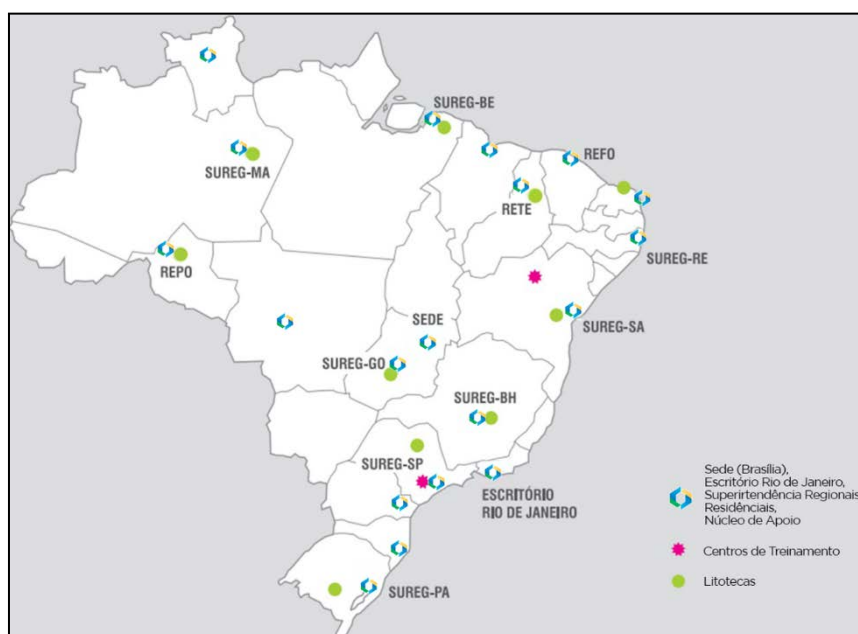 SUREG-BE
REFO
SUREG-MA
RETE
REPO
SUREG-RE
SEDE
SUREG-SA
SUREG-GO
SUREG-BH
SUREG-SP
ESCRITÓRIO
RIO DE JANEIRO
SUREG-PA
Sede (Brasília),
Escritório Rio de Janeiro,
Supertendência Regionais
Residênciais,
Núcleo de Apoio
Centros de Treinamento
Litotecas